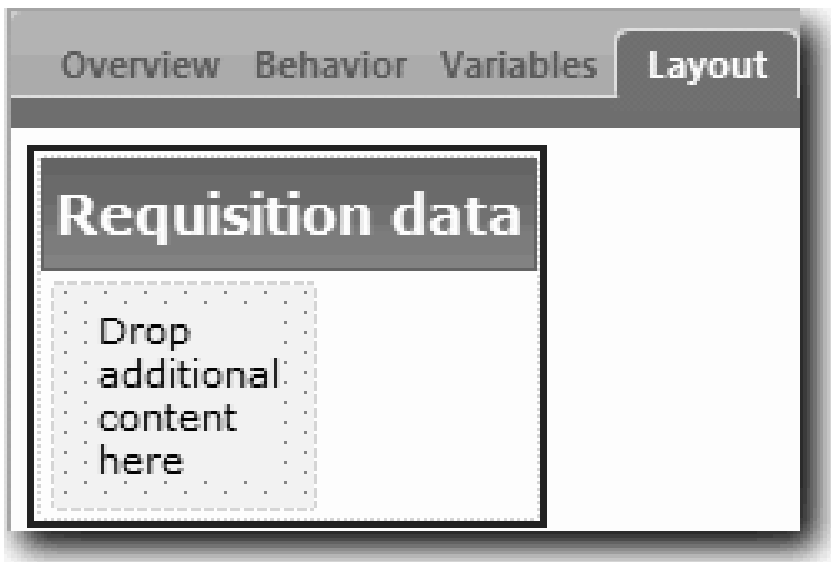 Overview Behavior Variables Layout
Requisition data
Drop
additional
content
here